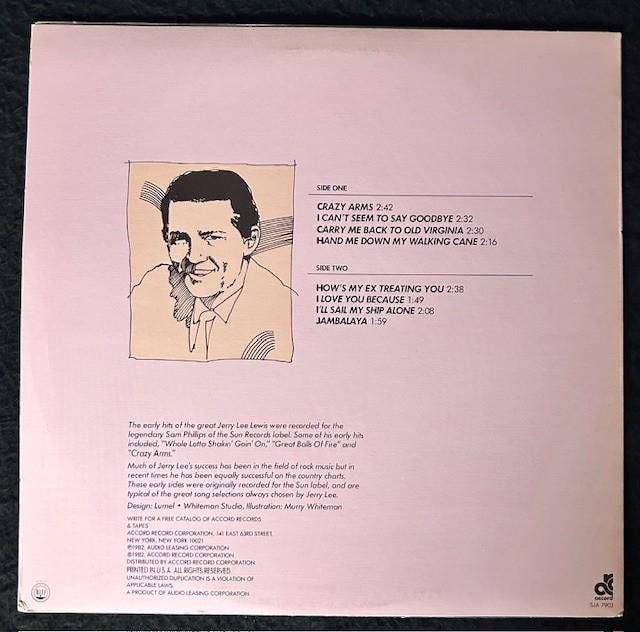 SIDE ONE
CRAZY ARMS 2:42
I CAN'T SEEM TO SAY GOODBYE 2:32
CARRY ME BACK TO OLD VIRGINIA 2:30
HAND ME DOWN MY WALKING CANE 2:16
SIDE TWO
HOW'S MY EX TREATING YOU 2:38
I LOVE YOU BECAUSE 1:49
I'LL SAIL MY SHIP ALONE 2:08
JAMBALAYA 1:59
The early hits of the great Jerry Lee Lewis were recorded for the
legendary Sam Phillips of the Sun Records label. Some of his early hits
included, "Whole Lotta Shakin' Goin' On," "Great Balls Of Fire" and
"Crazy Arms."
Much of Jerry Lee's success has been in the field of rock music but in
recent times he has been equally successful on the country charts.
These early sides were originally recorded for the Sun label, and are
typical of the great song selections always chosen by Jerry Lee.
Design: Lumel • Whiteman Studio, Illustration: Murry Whiteman
WRITE FOR A FREE CATALOG OF ACCORD RECORDS
& TAPES
ACCORD RECORD CORPORATION, 141 EAST 63RD STREET,
NEW YORK, NEW YORK 10021
℗1982, AUDIO LEASING CORPORATION
©1982, ACCORD RECORD CORPORATION
DISTRIBUTED BY ACCORD RECORD CORPORATION
PRINTED IN U.S.A. ALL RIGHTS RESERVED.
UNAUTHORIZED DUPLICATION IS A VIOLATION OF
APPLICABLE LAWS.
A PRODUCT OF AUDIO LEASING CORPORATION
accord
SJA 7903